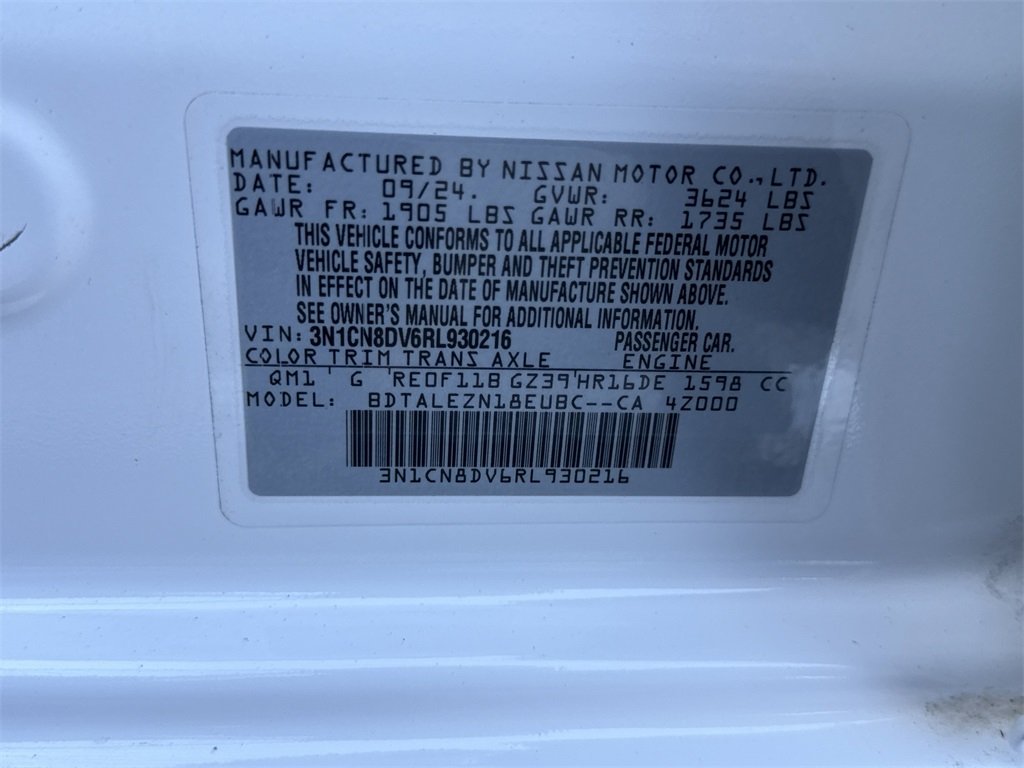 MANUFACTURED BY NISSAN MOTOR CO., LTD.
DATE: 09/24. GVWR: 3624 LBS
GAWR FR: 1905 LBS GAWR RR: 1735 LBS
THIS VEHICLE CONFORMS TO ALL APPLICABLE FEDERAL MOTOR
VEHICLE SAFETY, BUMPER AND THEFT PREVENTION STANDARDS
IN EFFECT ON THE DATE OF MANUFACTURE SHOWN ABOVE.
SEE OWNER'S MANUAL FOR ADDITIONAL INFORMATION.
VIN: 3N1CN8DV6RL930216 PASSENGER CAR.
COLOR TRIM TRANS AXLE ENGINE
QM1 G RE0F11B GZ39 HR16DE 1598 CC
MODEL: BDTALEZN18EUBC--CA 4Z000
3N1CN8DV6RL930216